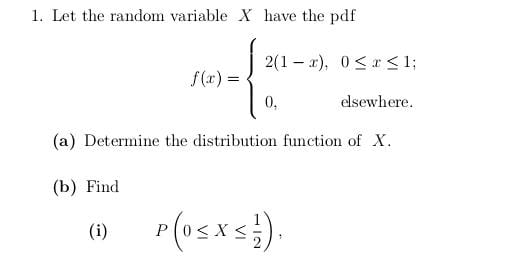 1. Let the random variable X have the pdf
f(x) = { 2(1 − x), 0 ≤ x ≤ 1;
0, elsewhere.
(a) Determine the distribution function of X.
(b) Find
(i) P(0 ≤ X ≤ 1/2),